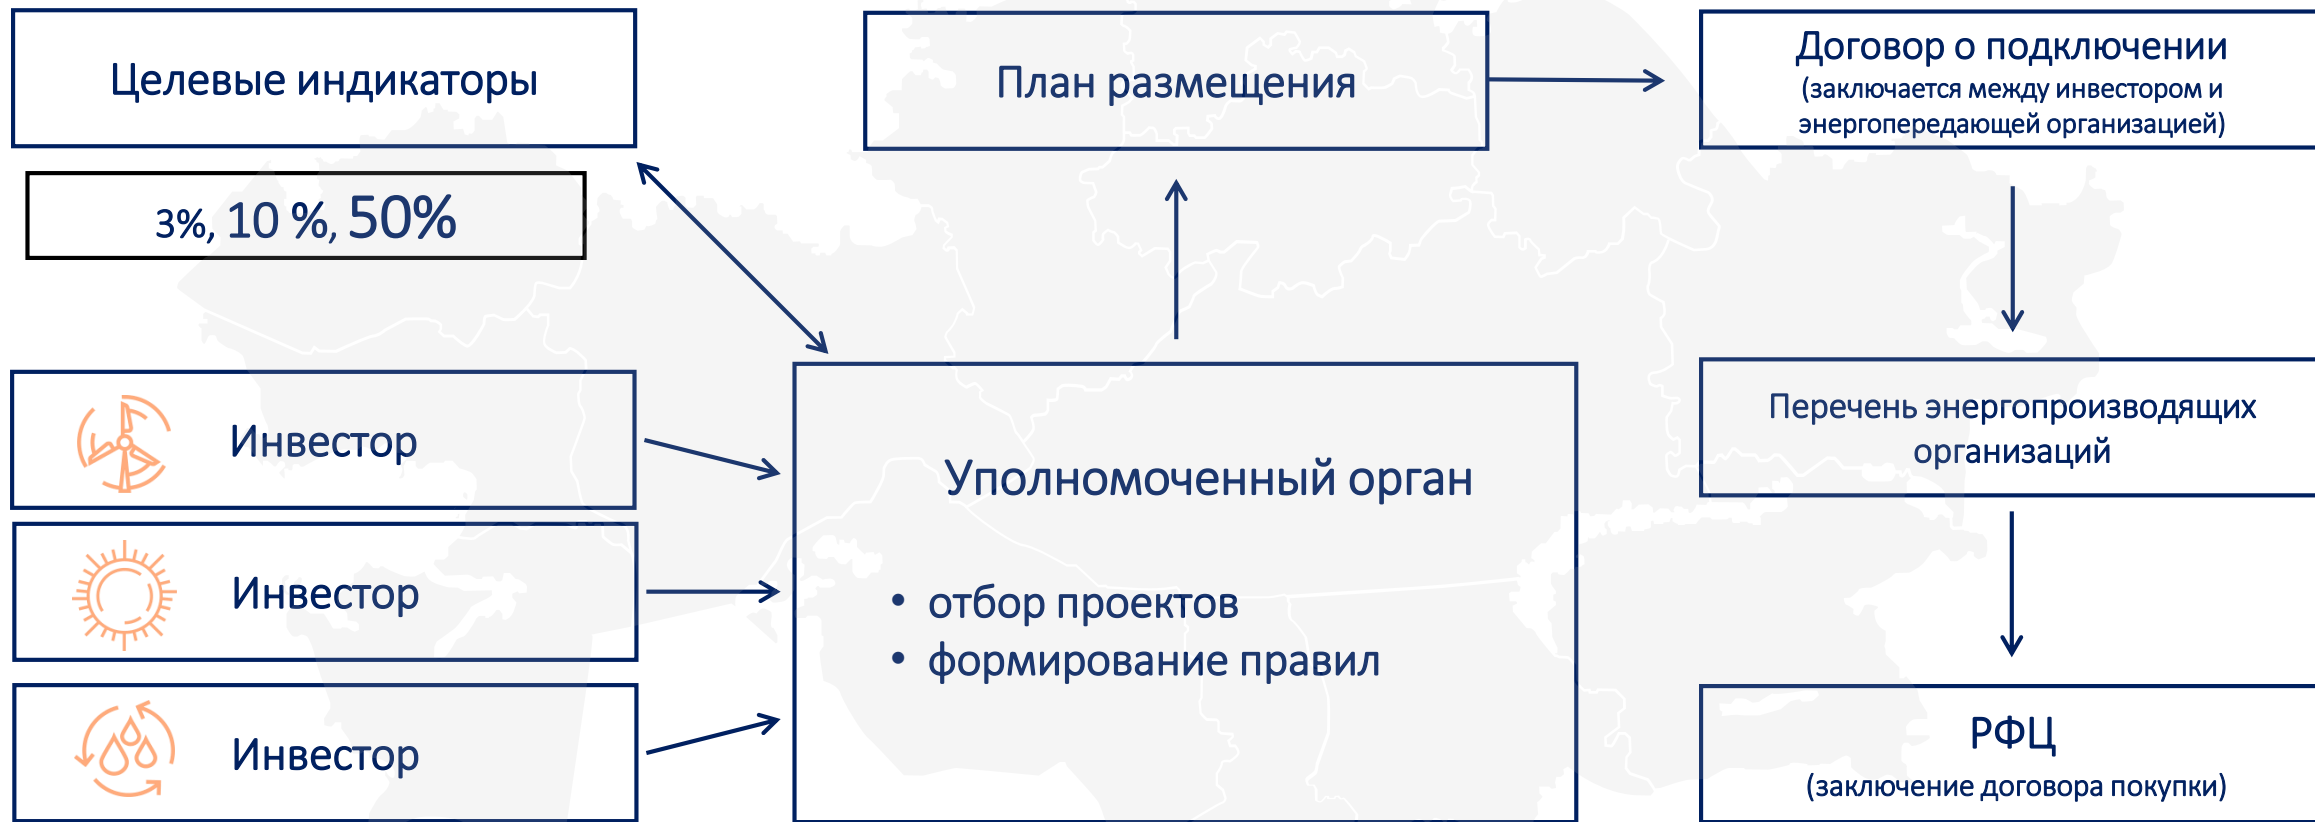 Целевые индикаторы
3%, 10 %, 50%
План размещения
Договор о подключении
(заключается между инвестором и
энергопередающей организацией)
Инвестор
Инвестор
Инвестор
Уполномоченный орган
• отбор проектов
• формирование правил
Перечень энергопроизводящих
организаций
РФЦ
(заключение договора покупки)